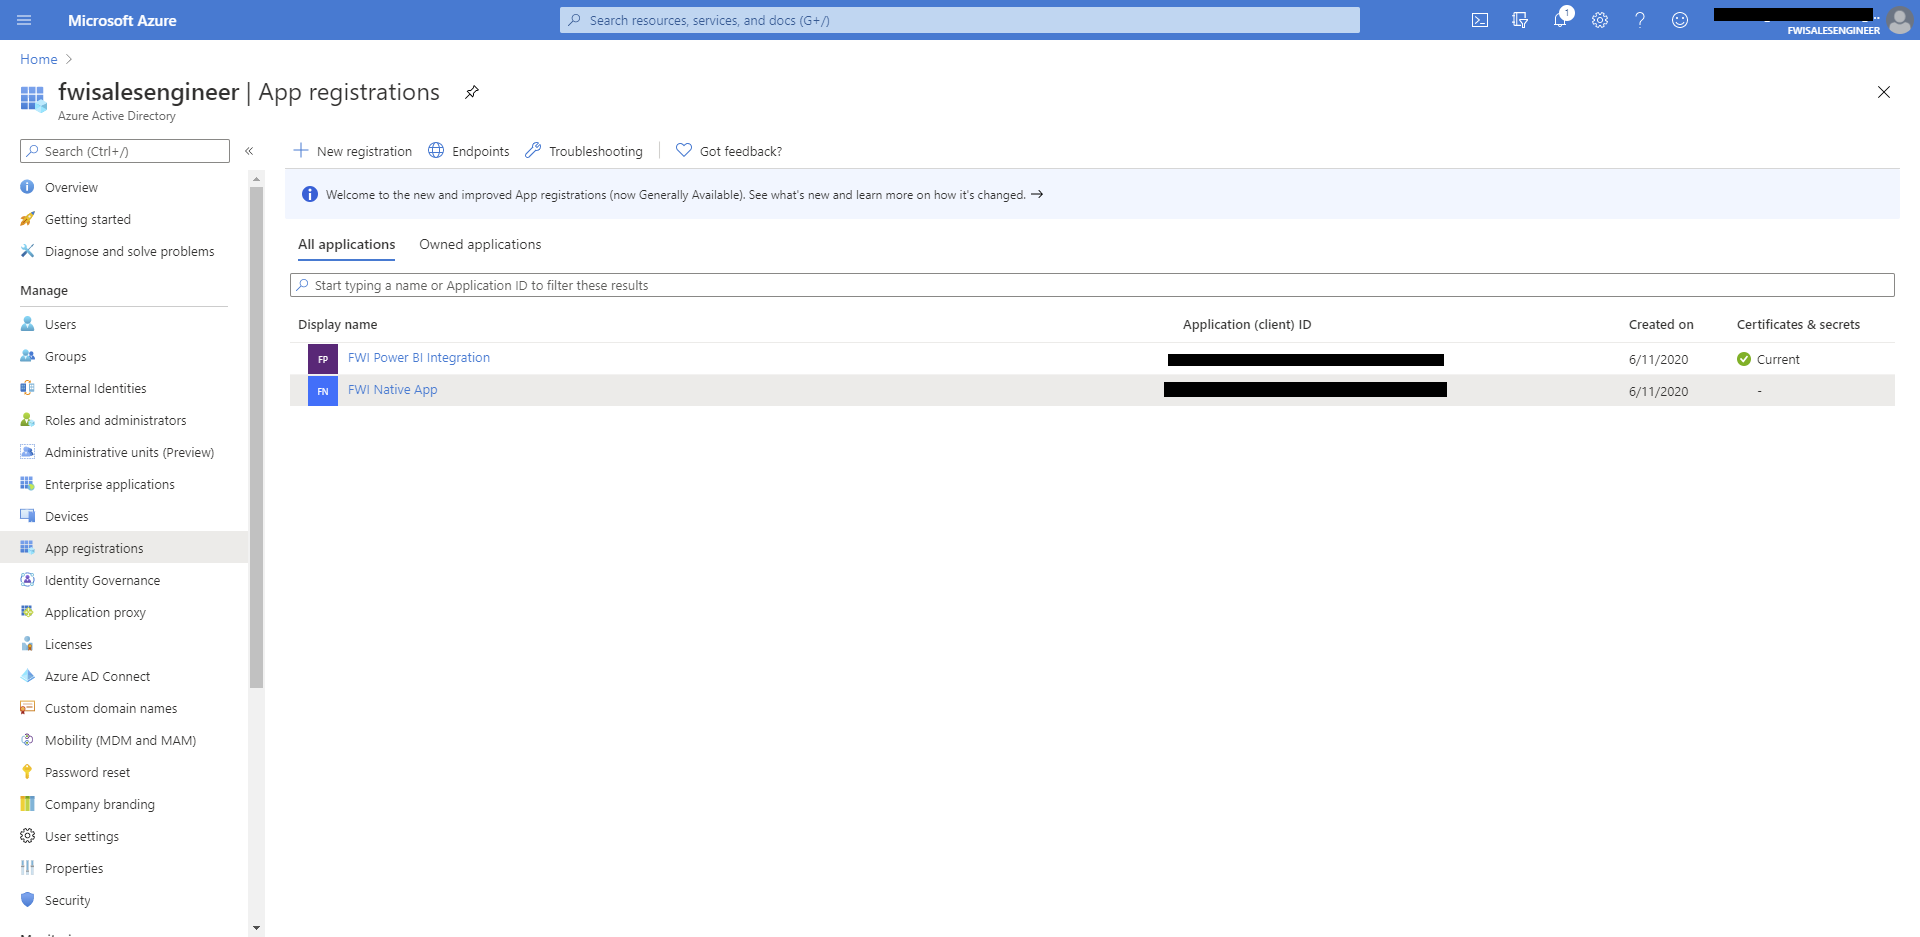 Microsoft Azure
Search resources, services, and docs (G+/)
1
FWISALESENGINEER
Home
fwisalesengineer | App registrations
Azure Active Directory
Search (Ctrl+/)
Overview
Getting started
Diagnose and solve problems
Manage
Users
Groups
External Identities
Roles and administrators
Administrative units (Preview)
Enterprise applications
Devices
App registrations
Identity Governance
Application proxy
Licenses
Azure AD Connect
Custom domain names
Mobility (MDM and MAM)
Password reset
Company branding
User settings
Properties
Security
New registration Endpoints Troubleshooting Got feedback?
Welcome to the new and improved App registrations (now Generally Available). See what's new and learn more on how it's changed. →
All applications Owned applications
Start typing a name or Application ID to filter these results
Display name Application (client) ID Created on Certificates & secrets
FP FWI Power BI Integration 6/11/2020 Current
FN FWI Native App 6/11/2020 -